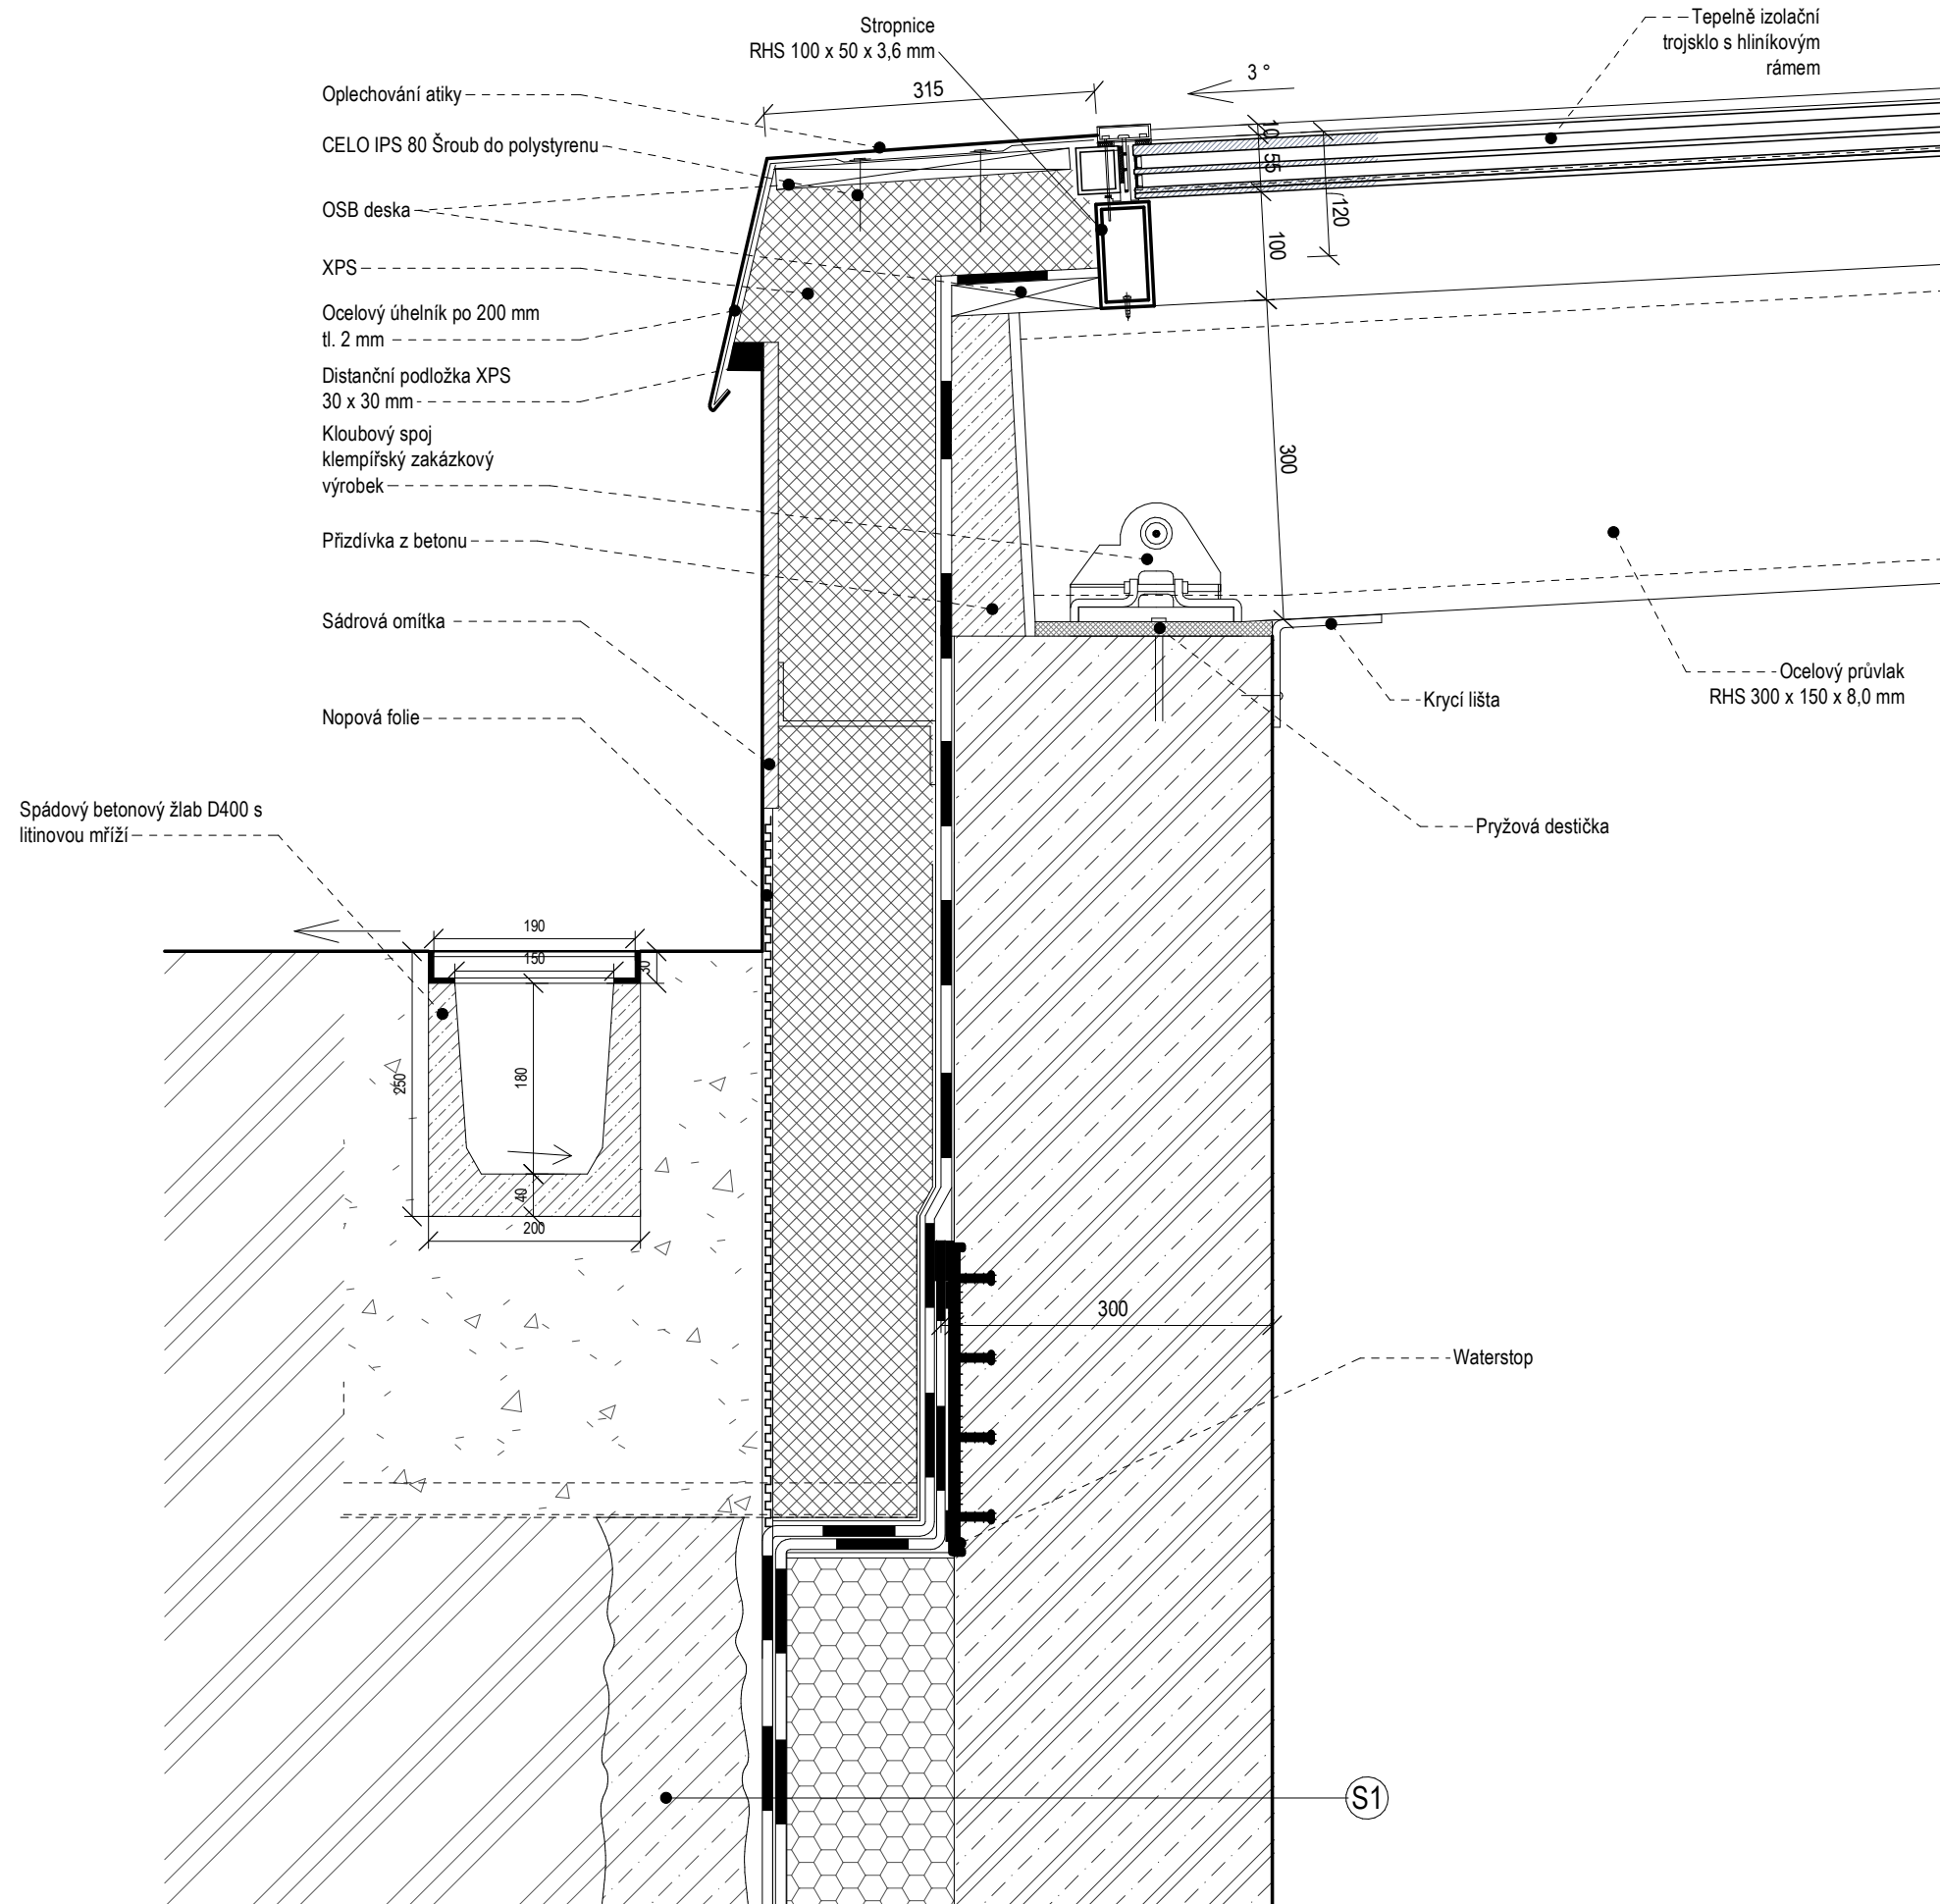 Stropnice
RHS 100 x 50 x 3,6 mm
Tepelně izolační
trojsklo s hliníkovým
rámem
3 °
315
Oplechování atiky
CELO IPS 80 Šroub do polystyrenu
OSB deska
XPS
Ocelový úhelník po 200 mm
tl. 2 mm
Distanční podložka XPS
30 x 30 mm
Kloubový spoj
klempířský zakázkový
výrobek
Přizdívka z betonu
Sádrová omítka
Nopová folie
Spádový betonový žlab D400 s
litinovou mříží
10
55
120
100
300
Ocelový průvlak
RHS 300 x 150 x 8,0 mm
Krycí lišta
Pryžová destička
190
150
30
250
180
40
200
300
Waterstop
S1